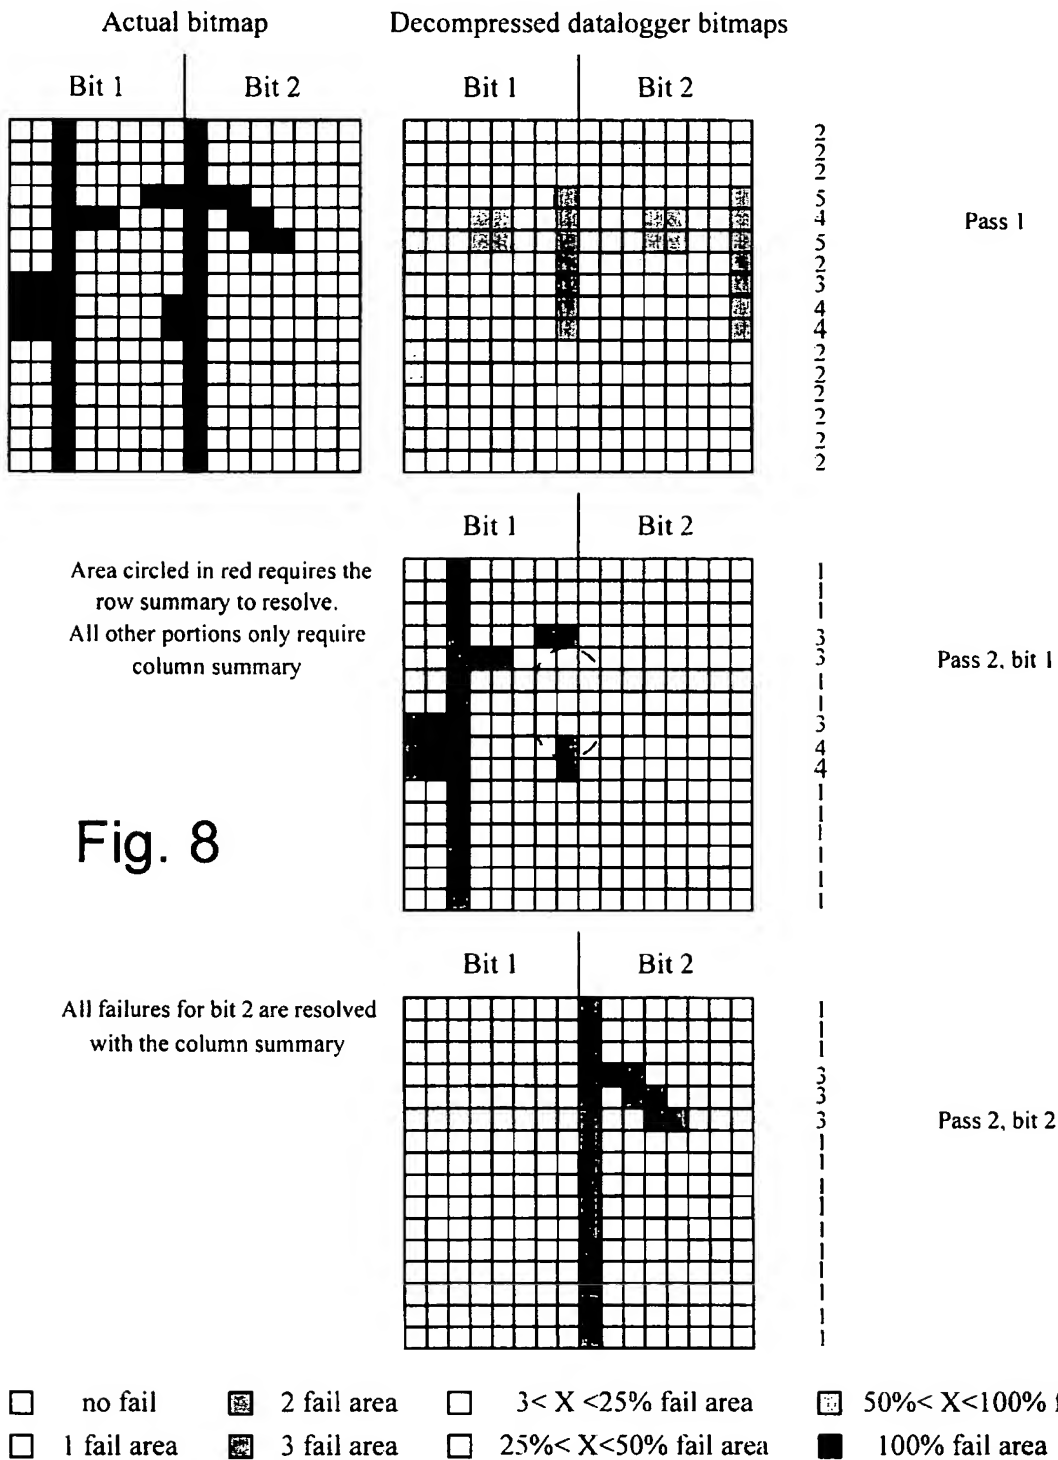 Actual bitmap
Decompressed datalogger bitmaps
Bit 1
Bit 2
Bit 1
Bit 2
2
2
2
5
4
5
2
3
4
4
2
2
2
2
2
2
Pass 1
Bit 1
Bit 2
Area circled in red requires the
row summary to resolve.
All other portions only require
column summary
1
1
1
3
3
1
1
3
4
4
1
1
1
1
1
1
Pass 2, bit 1
Fig. 8
Bit 1
Bit 2
All failures for bit 2 are resolved
with the column summary
1
1
1
3
3
3
1
1
1
1
1
1
1
1
1
1
Pass 2, bit 2
no fail
2 fail area
3< X <25% fail area
50%< X<100%
1 fail area
3 fail area
25%< X<50% fail area
100% fail area